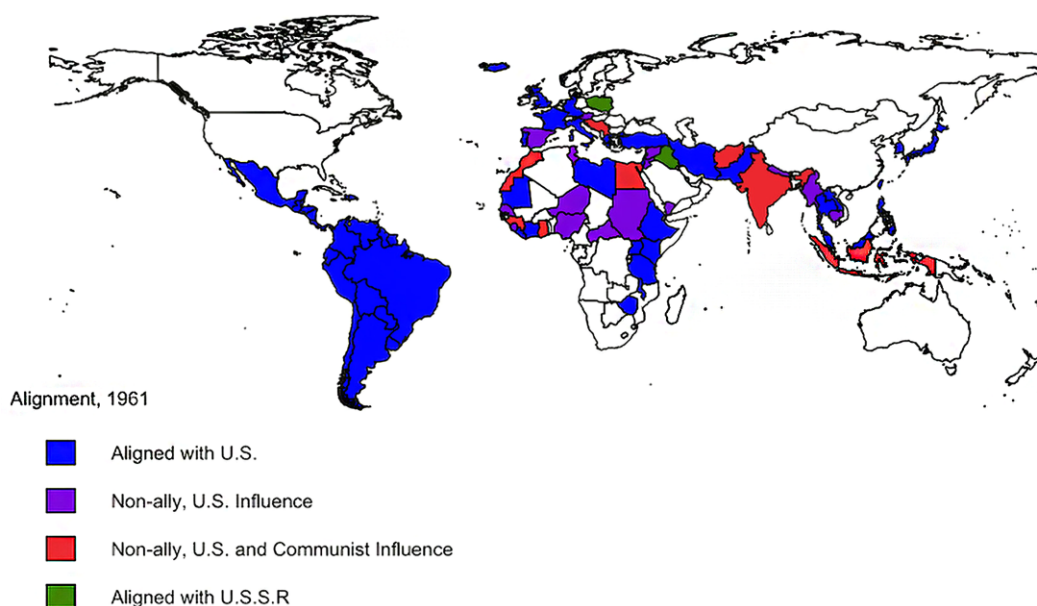 Alignment, 1961
Aligned with U.S.
Non-ally, U.S. Influence
Non-ally, U.S. and Communist Influence
Aligned with U.S.S.R